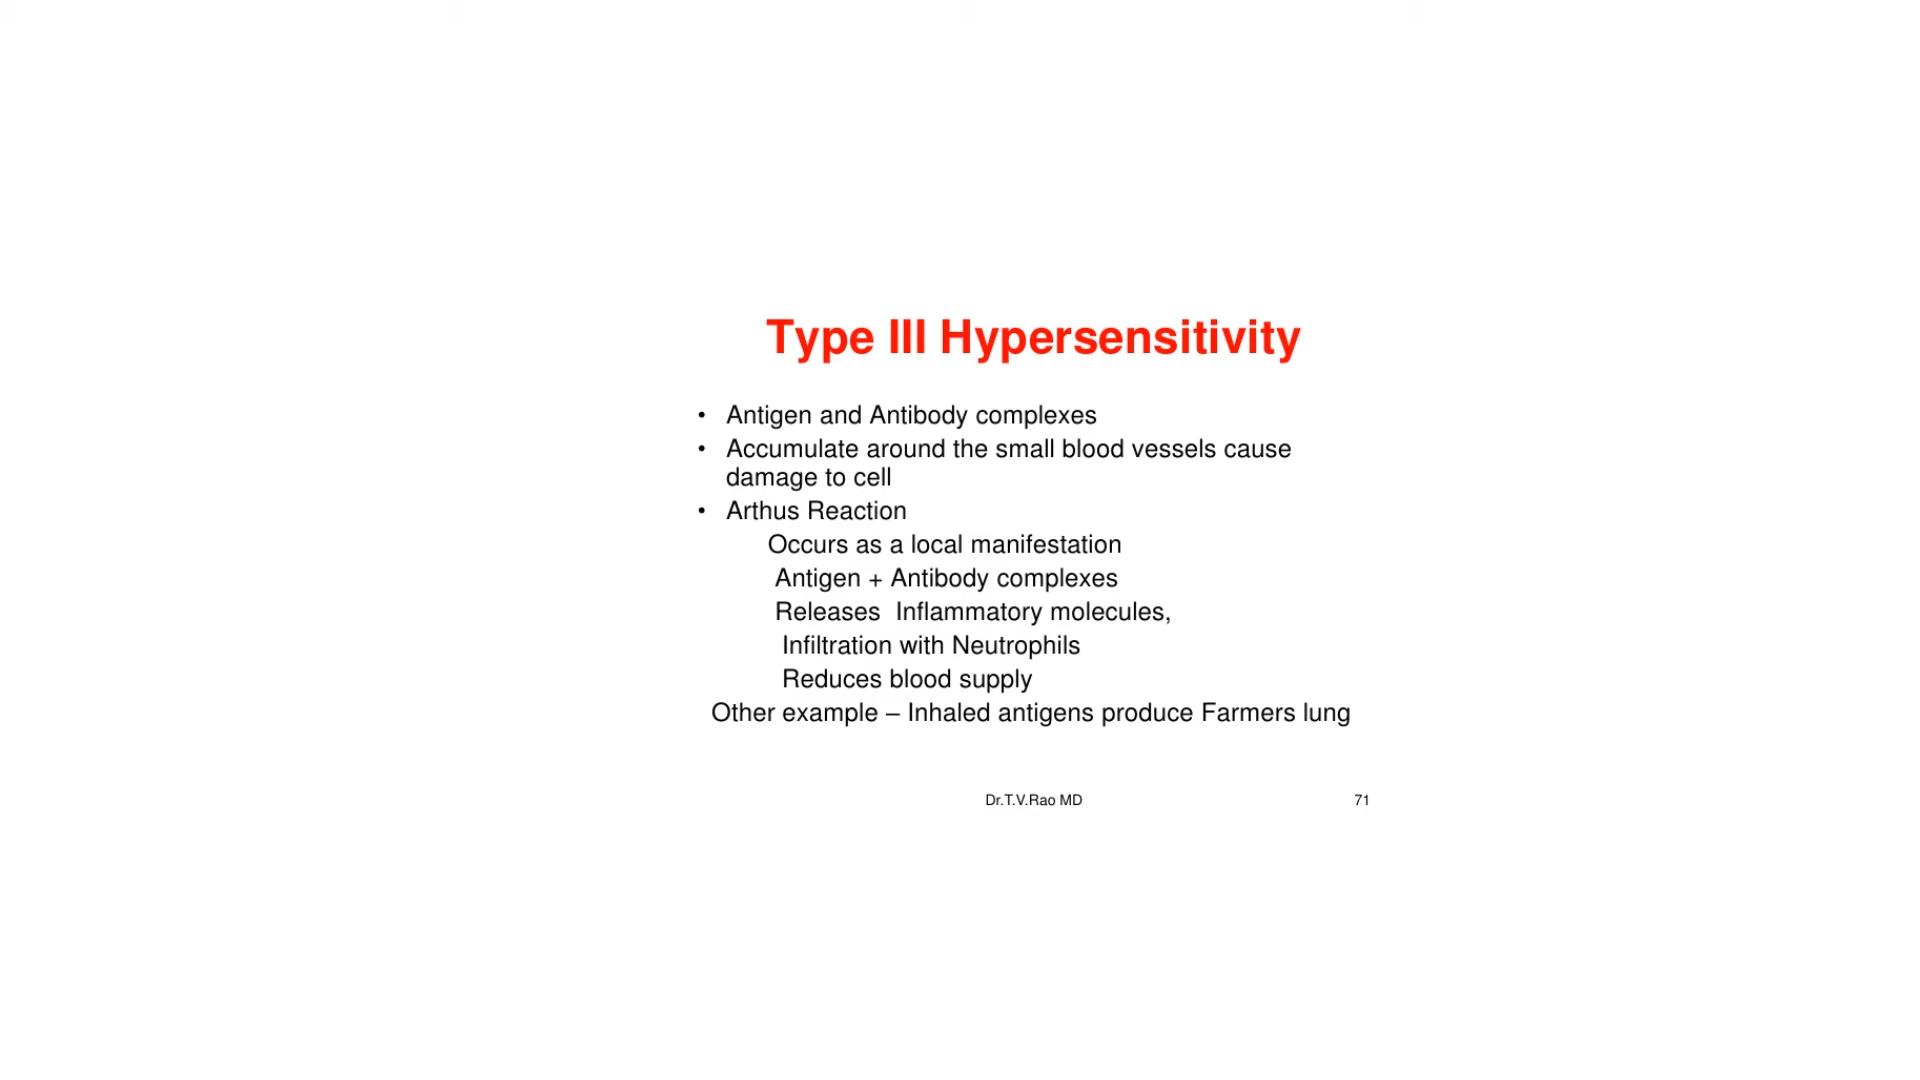 Type III Hypersensitivity
• Antigen and Antibody complexes
• Accumulate around the small blood vessels cause
damage to cell
• Arthus Reaction
Occurs as a local manifestation
Antigen + Antibody complexes
Releases  Inflammatory molecules,
Infiltration with Neutrophils
Reduces blood supply
Other example – Inhaled antigens produce Farmers lung
Dr.T.V.Rao MD
71